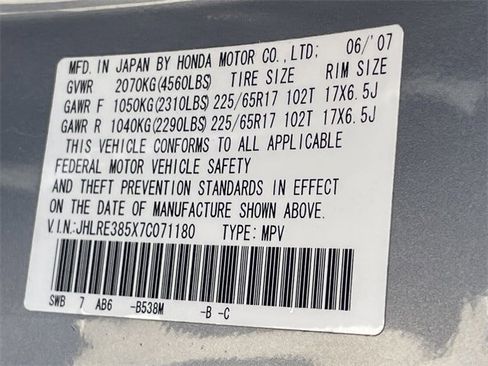 MFD. IN JAPAN BY HONDA MOTOR CO., LTD; 06/'07
GVWR 2070KG(4560LBS) TIRE SIZE RIM SIZE
GAWR F 1050KG(2310LBS) 225/65R17 102T 17X6.5J
GAWR R 1040KG(2290LBS) 225/65R17 102T 17X6.5J
THIS VEHICLE CONFORMS TO ALL APPLICABLE
FEDERAL MOTOR VEHICLE SAFETY
AND THEFT PREVENTION STANDARDS IN EFFECT
ON DATE OF MANUFACTURE SHOWN ABOVE.
V.I.N.:JHLRE385X7C071180 TYPE: MPV
SWB 7 AB6 -B538M -B -C